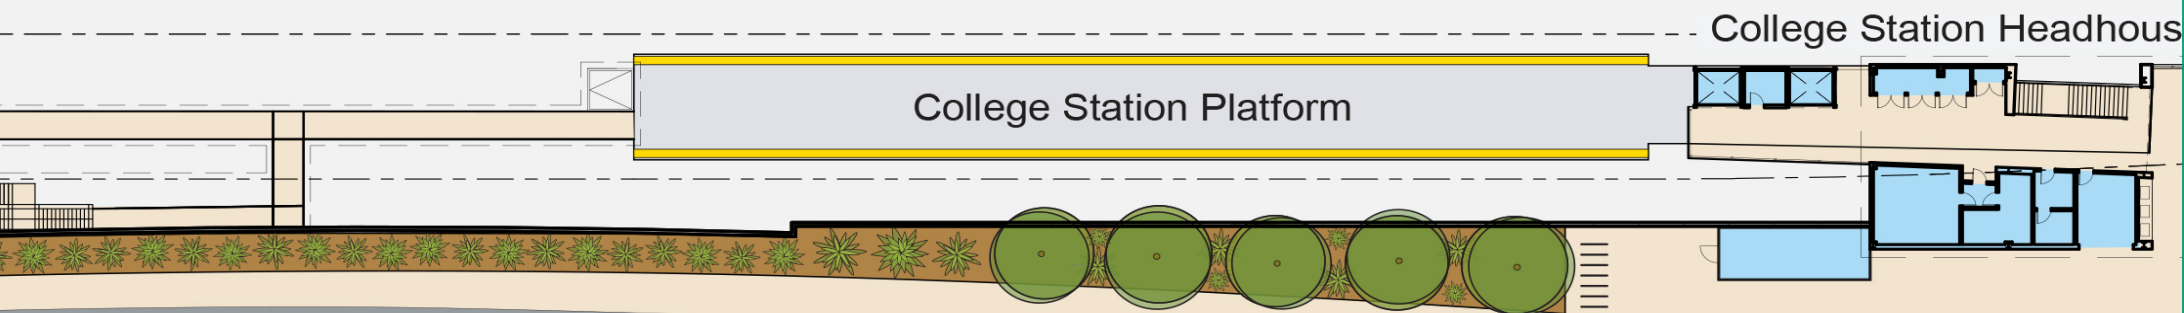 College Station Headhous
College Station Platform